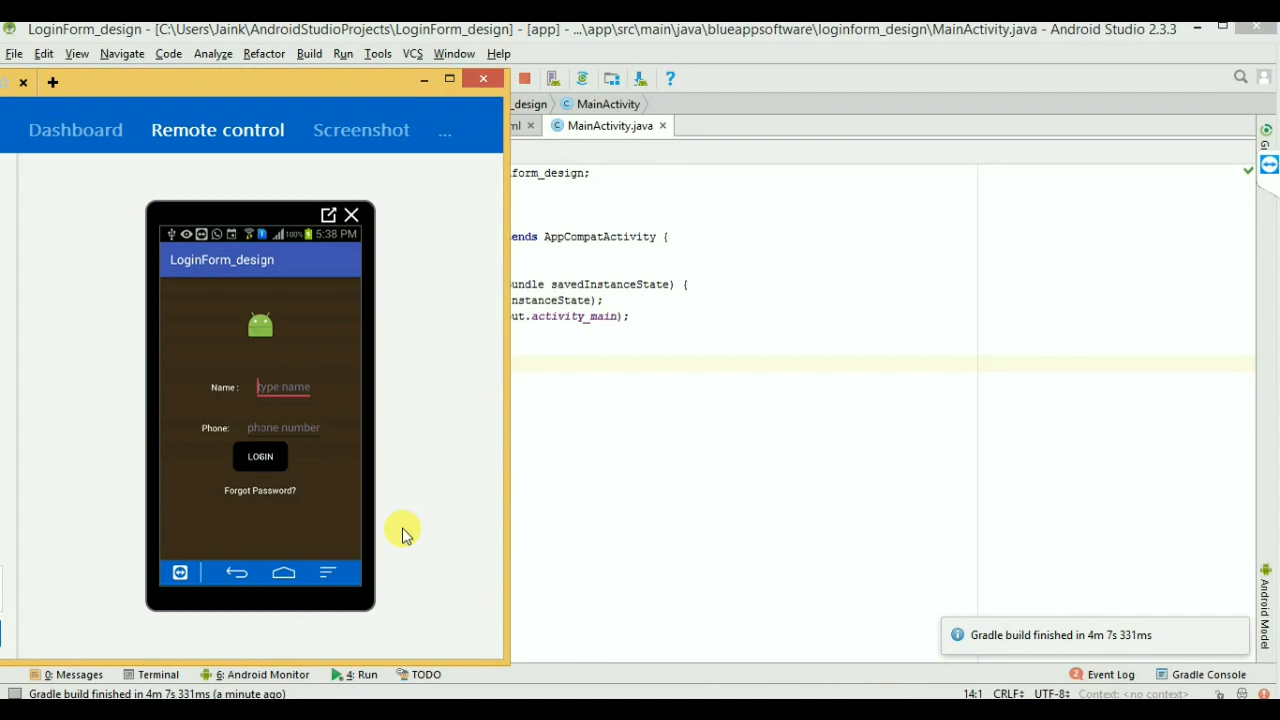 LoginForm_design - [C:\Users\Jaink\AndroidStudioProjects\LoginForm_design] - [app] - ...\app\src\main\java\blueappsoftware\loginform_design\MainActivity.java - Android Studio 2.3.3
File Edit View Navigate Code Analyze Refactor Build Run Tools VCS Window Help
_design MainActivity
Dashboard Remote control Screenshot ...
ml MainActivity.java
nform_design;
ends AppCompatActivity {
undle savedInstanceState) {
nstanceState);
ut.activity_main);
100% 5:38 PM
LoginForm_design
Name : type name
Phone: phone number
LOGIN
Forgot Password?
Android Model
Gradle build finished in 4m 7s 331ms
0: Messages Terminal 6: Android Monitor 4: Run TODO 2 Event Log Gradle Console
Gradle build finished in 4m 7s 331ms (a minute ago) 14:1 CRLF UTF-8 Context: <no context>